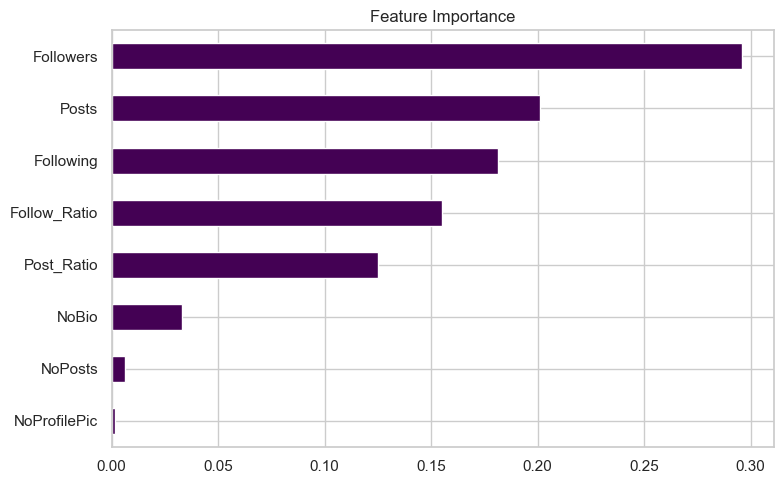 Feature Importance
Followers
Posts
Following
Follow_Ratio
Post_Ratio
NoBio
NoPosts
NoProfilePic
0.00 0.05 0.10 0.15 0.20 0.25 0.30